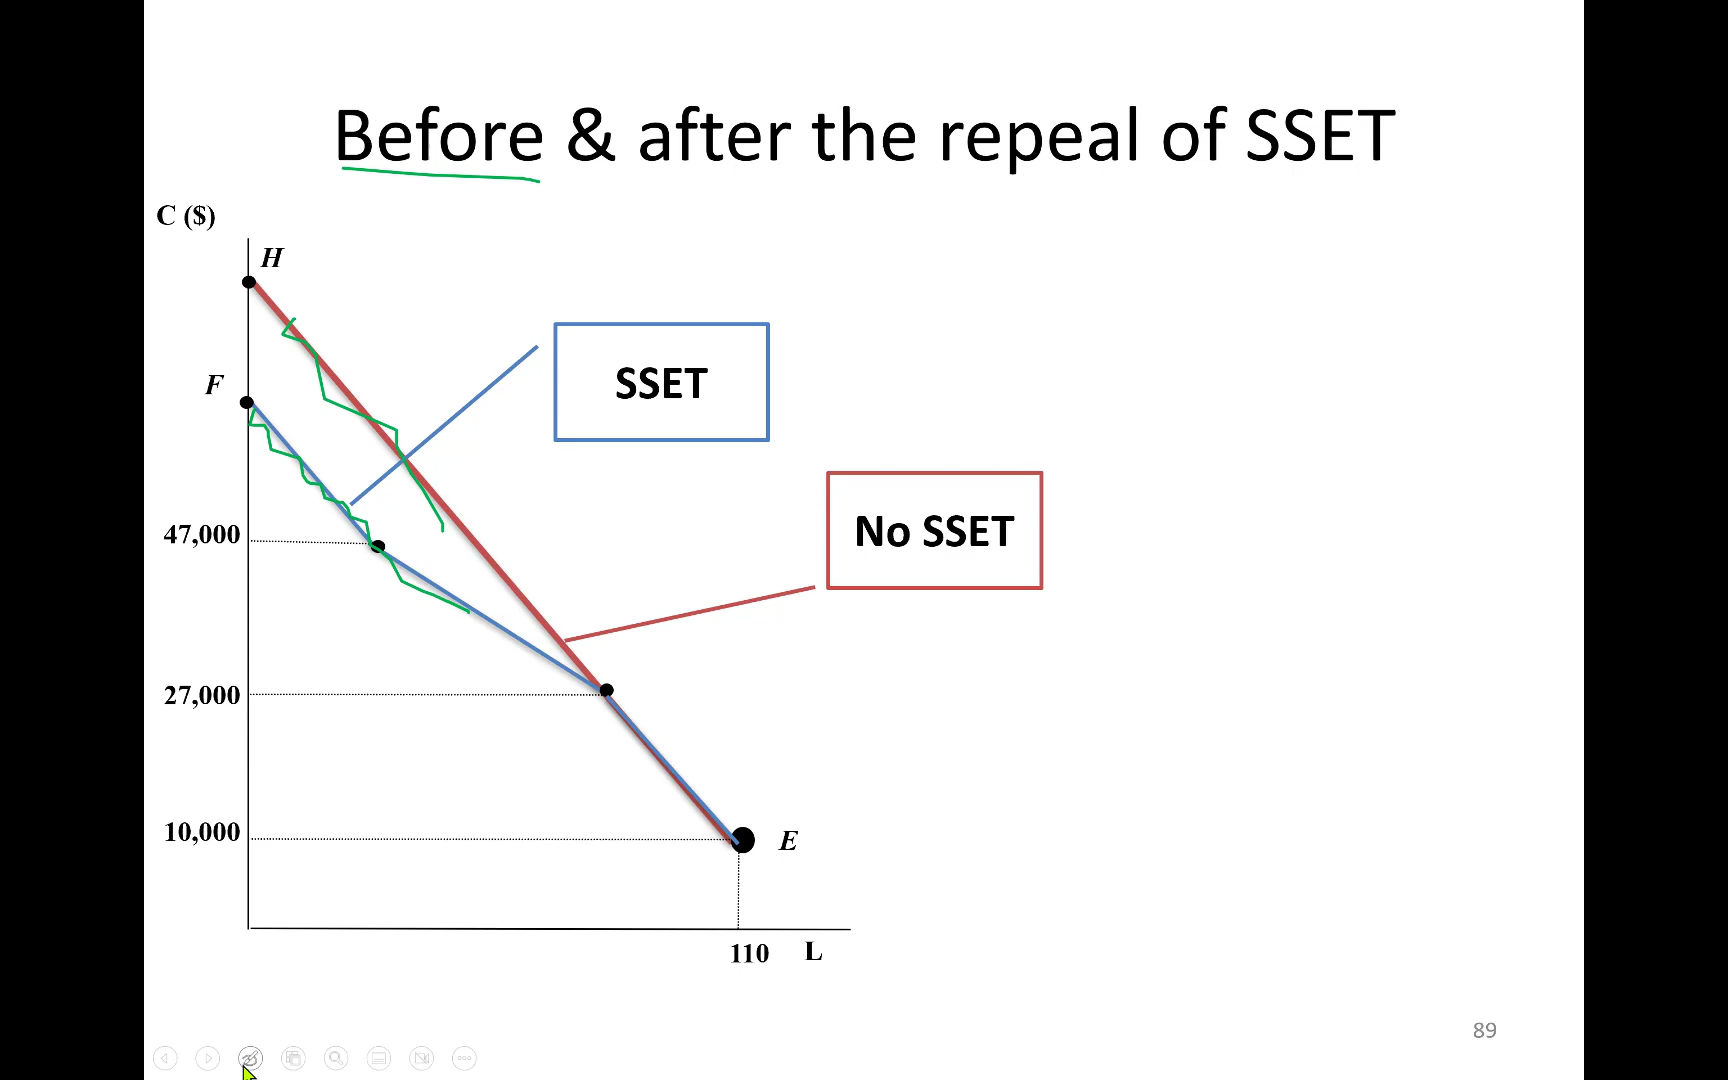 Before & after the repeal of SSET
C ($)
H
F
SSET
47,000
No SSET
27,000
10,000
E
110 L
89